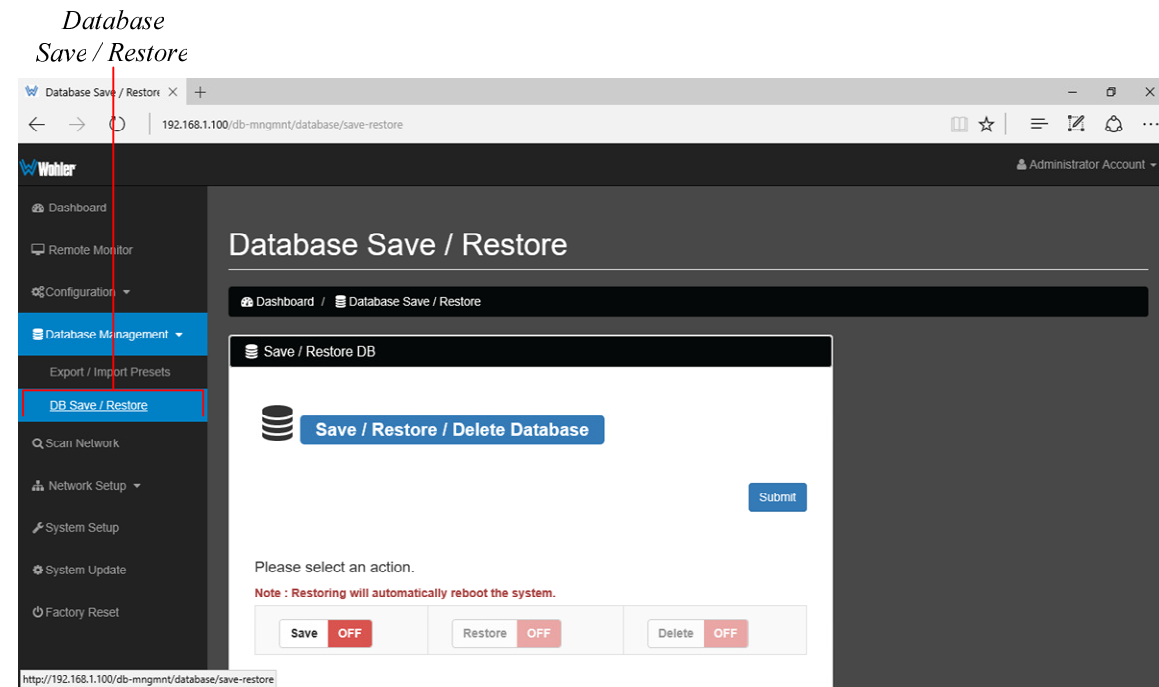 Database
Save / Restore
Database Save / Restore
192.168.1.100/db-mngmnt/database/save-restore
Wohler
Administrator Account
Dashboard
Remote Monitor
Configuration
Database Management
Export / Import Presets
DB Save / Restore
Scan Network
Network Setup
System Setup
System Update
Factory Reset
Database Save / Restore
Dashboard / Database Save / Restore
Save / Restore DB
Save / Restore / Delete Database
Submit
Please select an action.
Note : Restoring will automatically reboot the system.
Save OFF Restore OFF Delete OFF
http://192.168.1.100/db-mngmnt/database/save-restore